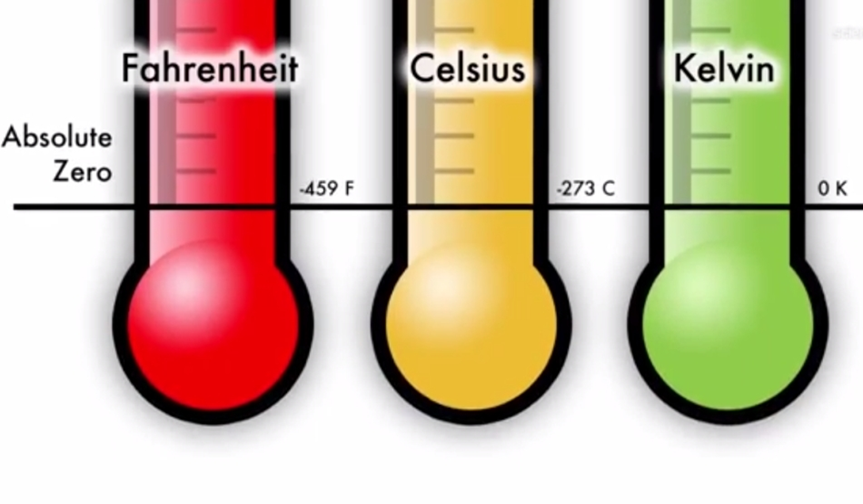 Fahrenheit
Celsius
Kelvin
Absolute
Zero
-459 F
-273 C
0 K